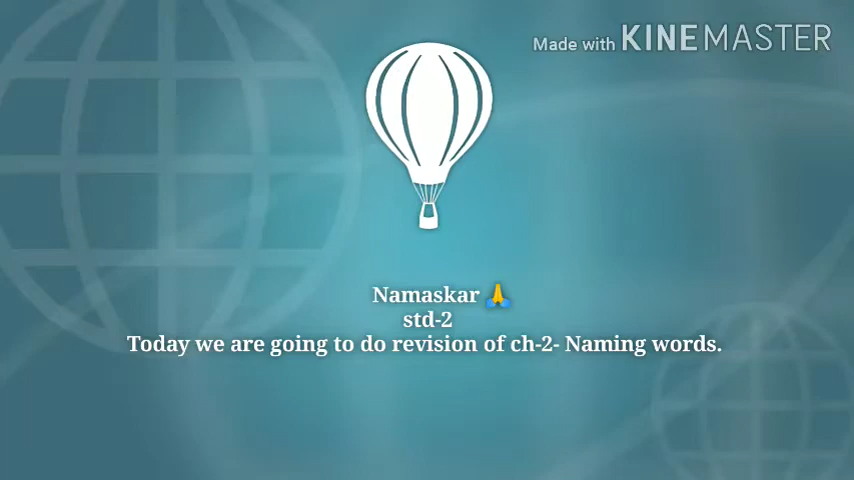 Made with KINEMASTER
Namaskar 🙏
std-2
Today we are going to do revision of ch-2- Naming words.